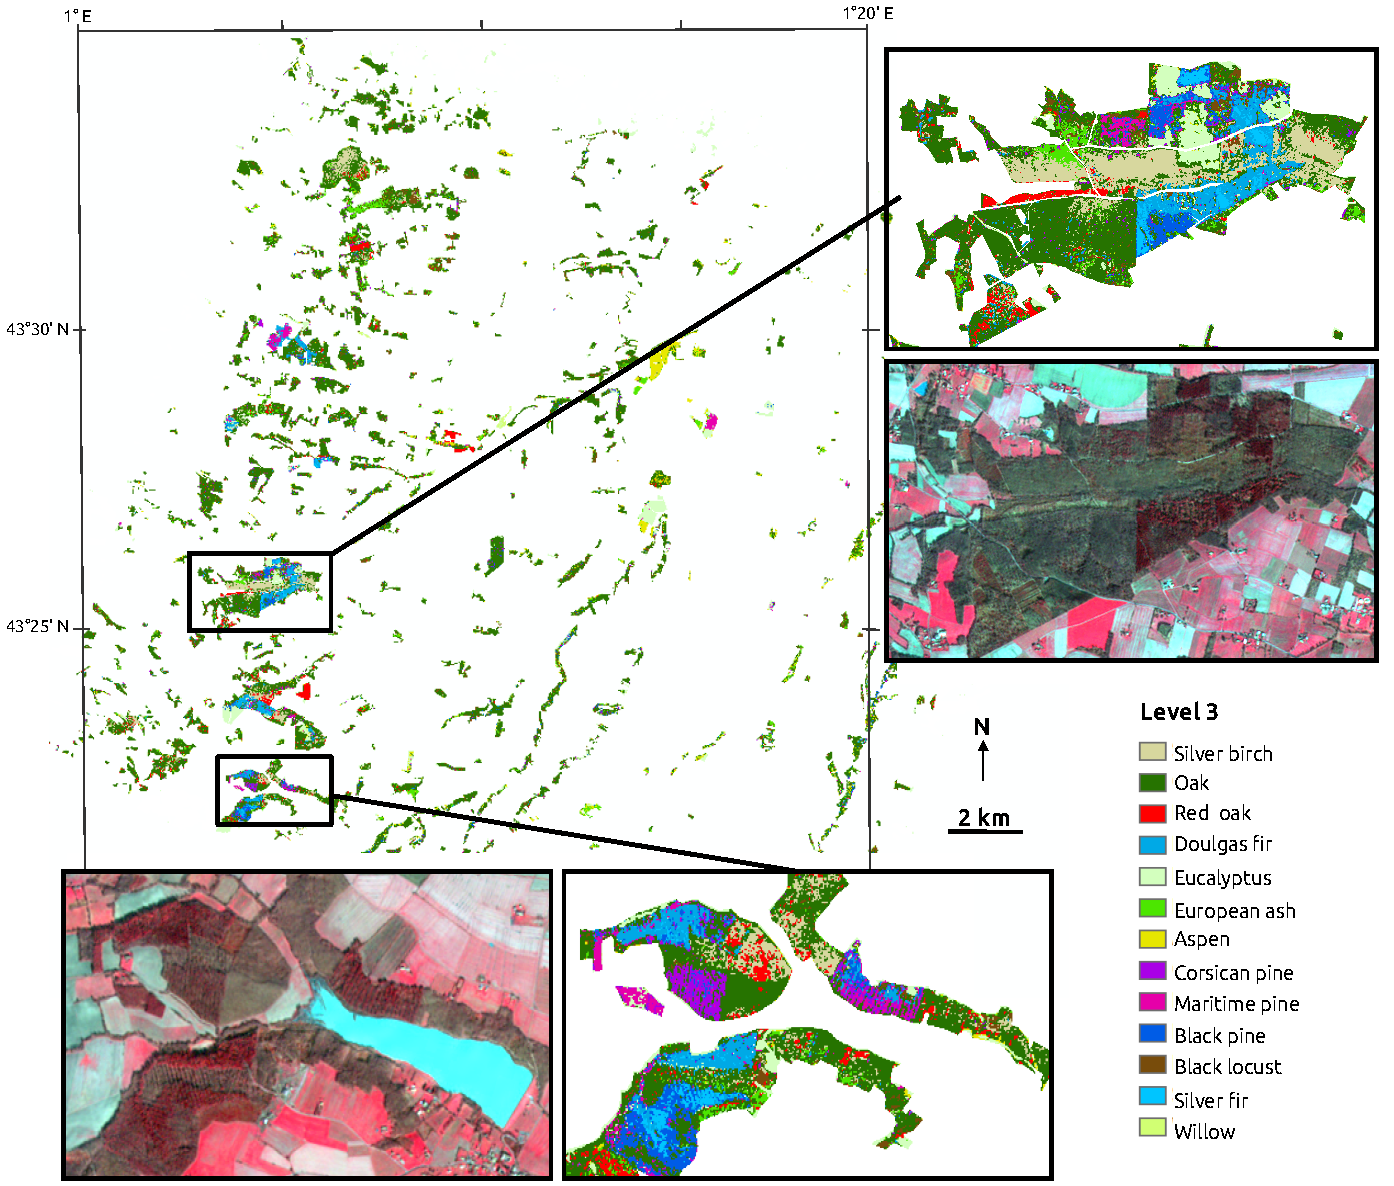 1° E
1°20' E
43°30' N
43°25' N
N
2 km
Level 3
Silver birch
Oak
Red oak
Doulgas fir
Eucalyptus
European ash
Aspen
Corsican pine
Maritime pine
Black pine
Black locust
Silver fir
Willow